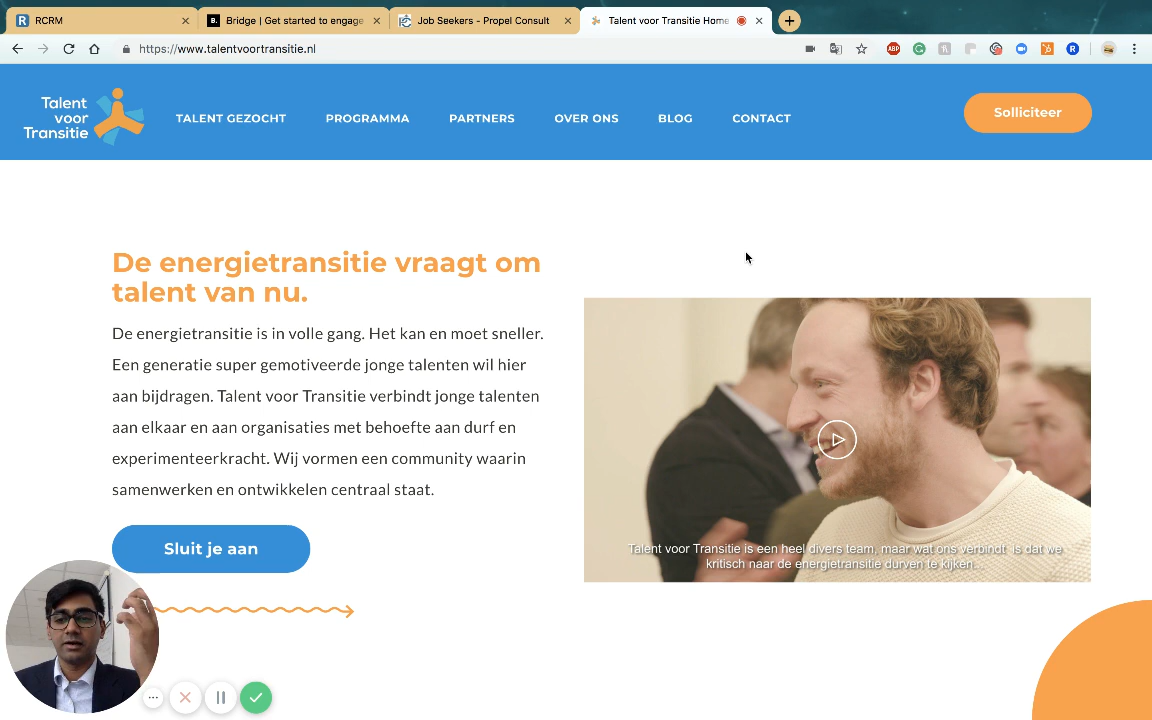 RCRM
Bridge | Get started to engage
Job Seekers - Propel Consult
Talent voor Transitie Home
https://www.talentvoortransitie.nl
ABP
Talent
voor
Transitie
TALENT GEZOCHT
PROGRAMMA
PARTNERS
OVER ONS
BLOG
CONTACT
Solliciteer
De energietransitie vraagt om
talent van nu.
De energietransitie is in volle gang. Het kan en moet sneller.
Een generatie super gemotiveerde jonge talenten wil hier
aan bijdragen. Talent voor Transitie verbindt jonge talenten
aan elkaar en aan organisaties met behoefte aan durf en
experimenteerkracht. Wij vormen een community waarin
samenwerken en ontwikkelen centraal staat.
Sluit je aan
Talent voor Transitie is een heel divers team, maar wat ons verbindt is dat we
kritisch naar de energietransitie durven te kijken.